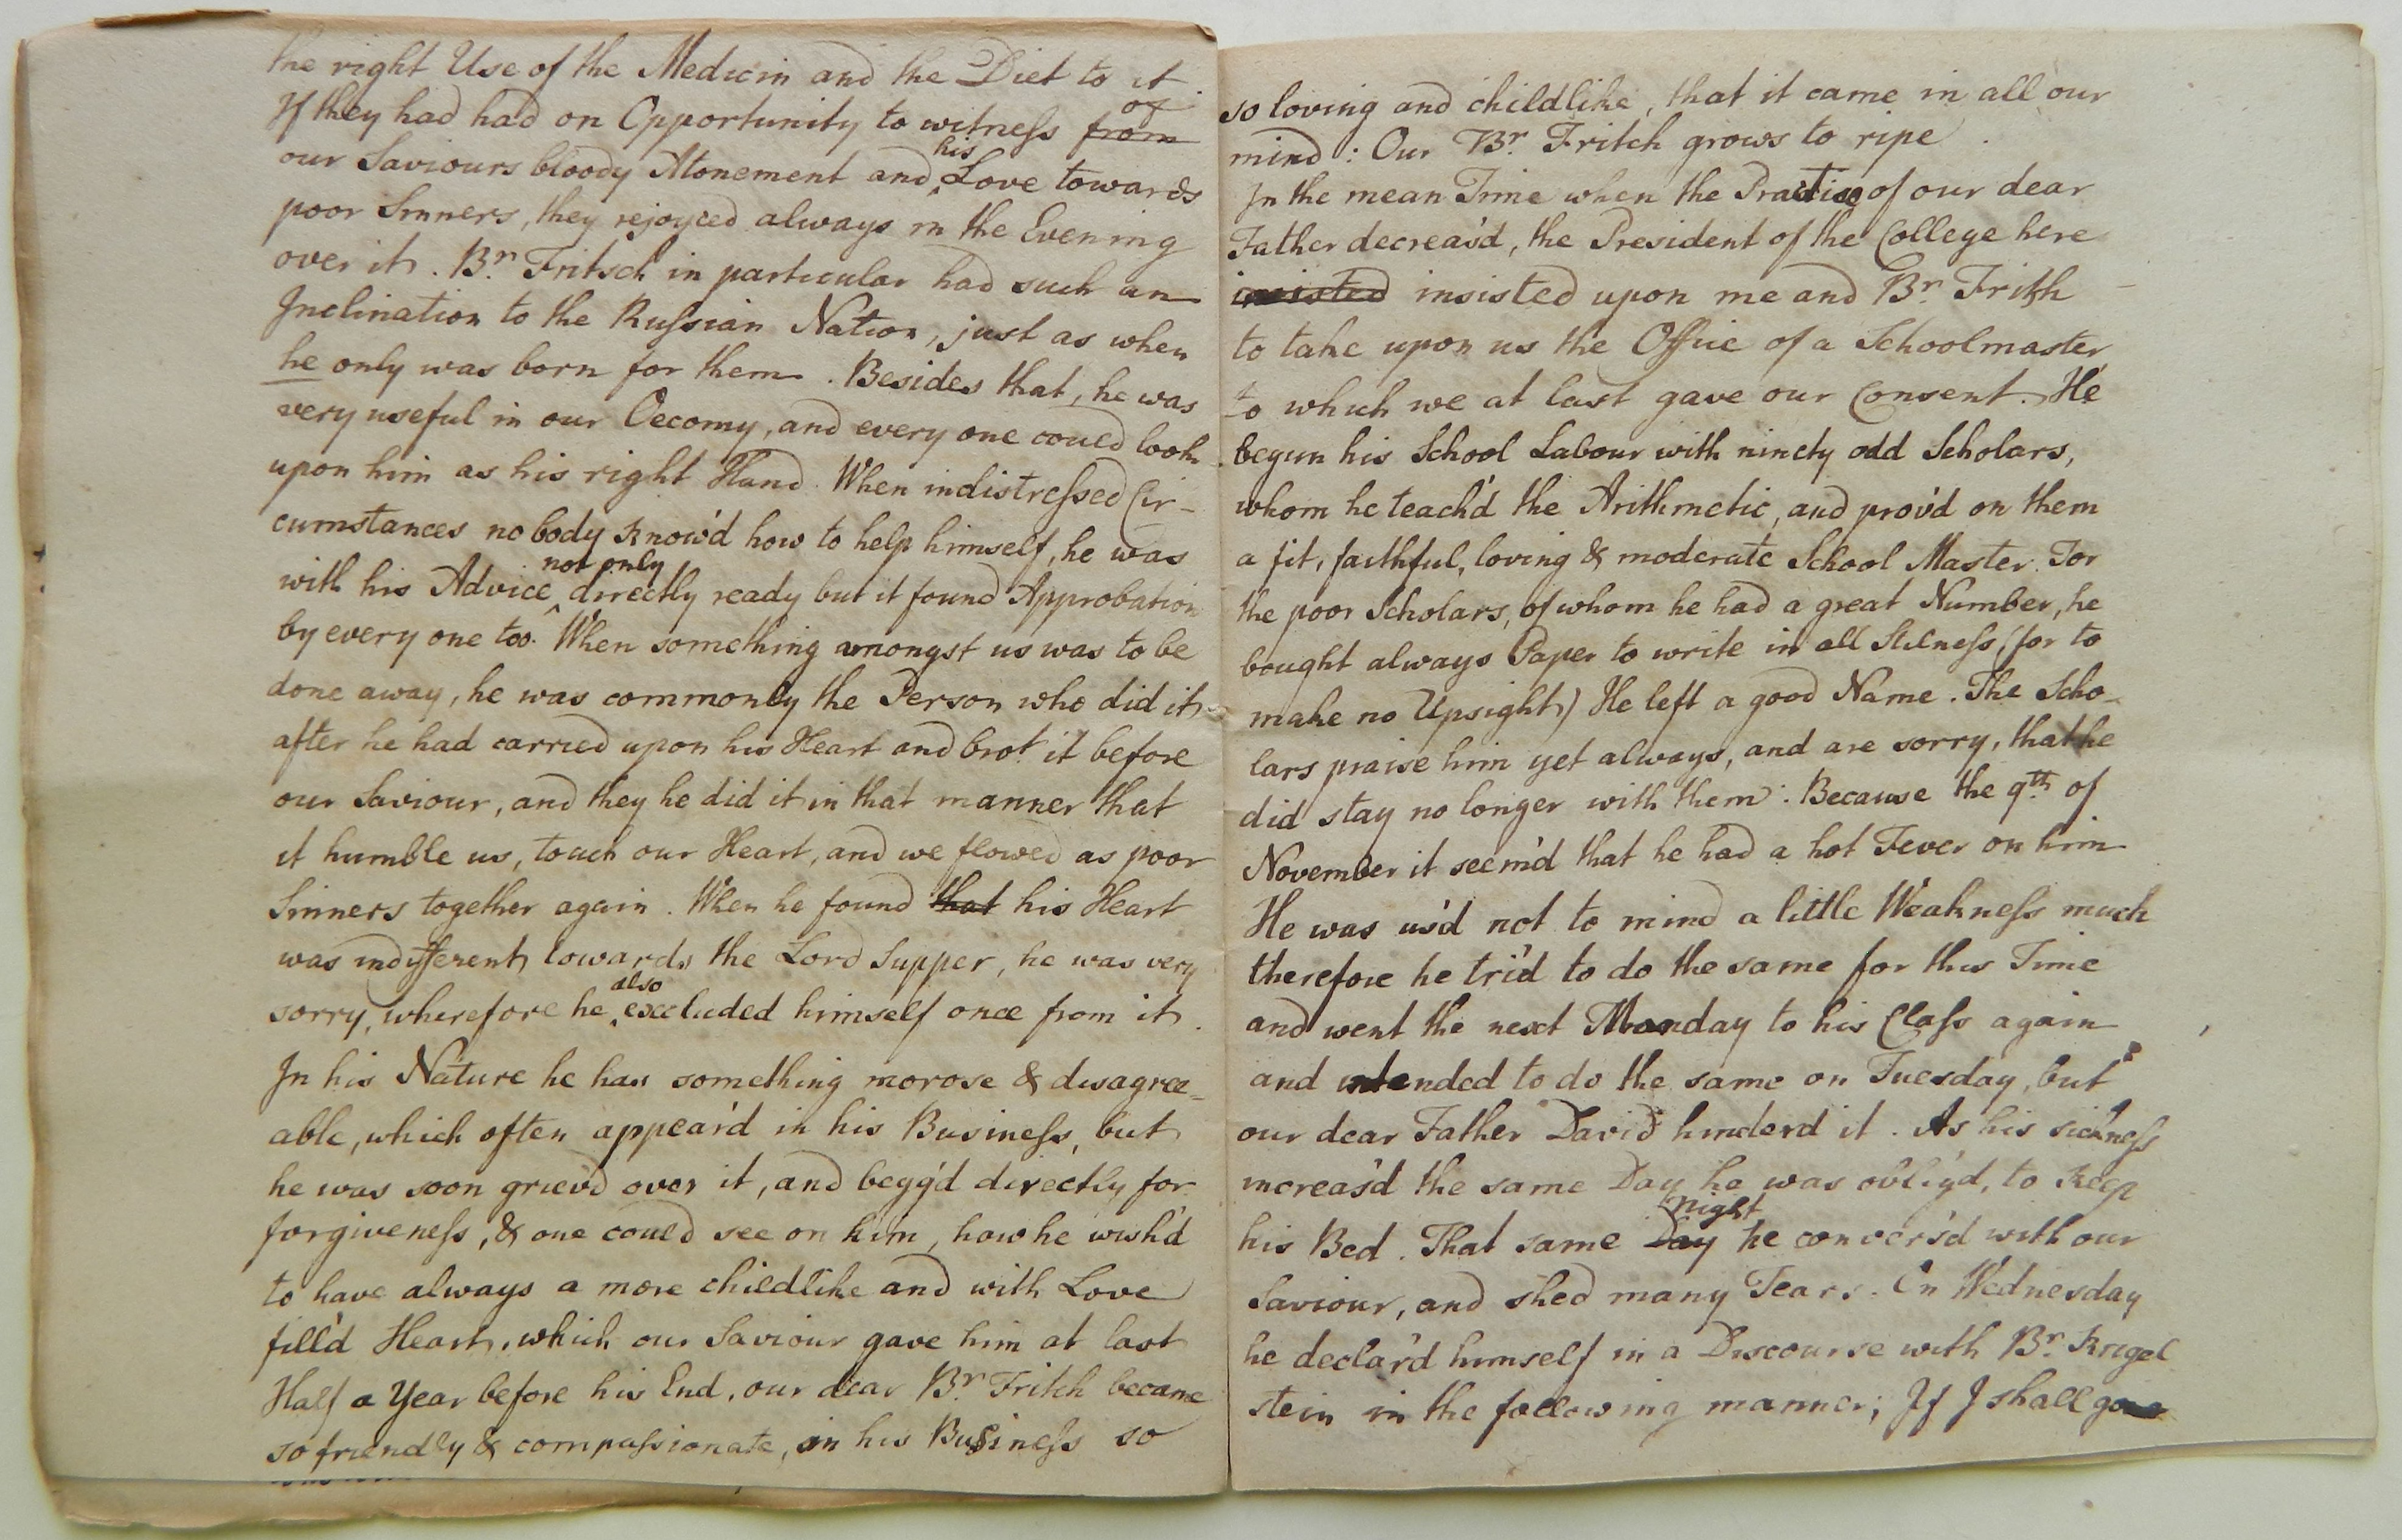 the right Use of the Medicin and the Diet to it
If they had had on Opportunity to witness from of
our Saviours bloody Atonement and his Love towards
poor Sinners, they rejoyced always in the Evening
over it. Br. Fritsch in particular had such an
Inclination to the Russian Nation, just as when
he only was born for them. Besides that, he was
very useful in our Oecomy, and every one coued look
upon him as his right Hand. When indistressed Cir-
cumstances no body know'd how to help himself, he was
with his Advice not only directly ready but it found Approbation
by every one too. When something amongst us was to be
done away, he was commonly the Person who did it
after he had carried upon his Heart and brot it before
our Saviour, and they he did it in that manner that
it humble us, touch our Heart, and we flowed as poor
Sinners together again. When he found that his Heart
was indifferent towards the Lord Supper, he was very
sorry, wherefore he also excluded himself once from it.
In his Nature he has something morose & disagree-
able, which often appear'd in his Business, but
he was soon grievd over it, and begg'd directly for
forgiveness, & one could see on him, how he wish'd
to have always a more childlike and with Love
fill'd Heart, which our Saviour gave him at last
Half a Year before his End, our dear Br. Fritch became
so friendly & compassionate, in his Business so
so loving and childlike, that it came in all our
mind: Our Br. Fritch grows to ripe
In the mean Time when the Practice of our dear
Father decreas'd, the President of the College here
insisted insisted upon me and Br. Frith
to take upon us the Office of a Schoolmaster
to which we at last gave our Consent. He
begun his School Labour with ninety odd Scholars,
whom he teach'd the Arithmetic, and prov'd on them
a fit, faithful, loving & moderate School Master. For
the poor Scholars, of whom he had a great Number, he
bought always Paper to write in all Stilness, (for to
make no Upsight) He left a good Name. The Scho-
lars praise him yet always, and are sorry, that he
did stay no longer with them: Because the 9th of
November it seem'd that he had a hot Fever on him
He was us'd not to mind a little Weakness much
therefore he tri'd to do the same for this Time
and went the next Monday to his Class again
and intended to do the same on Tuesday, but
our dear Father David hinderd it. As his sickness
increas'd the same Day he was oblig'd, to keep
his Bed. That same Day Night he convers'd with our
Saviour, and shed many Tears. On Wednesday
he declar'd himself in a Discourse with Br. Krugel
stein in the following manner; If I shall go